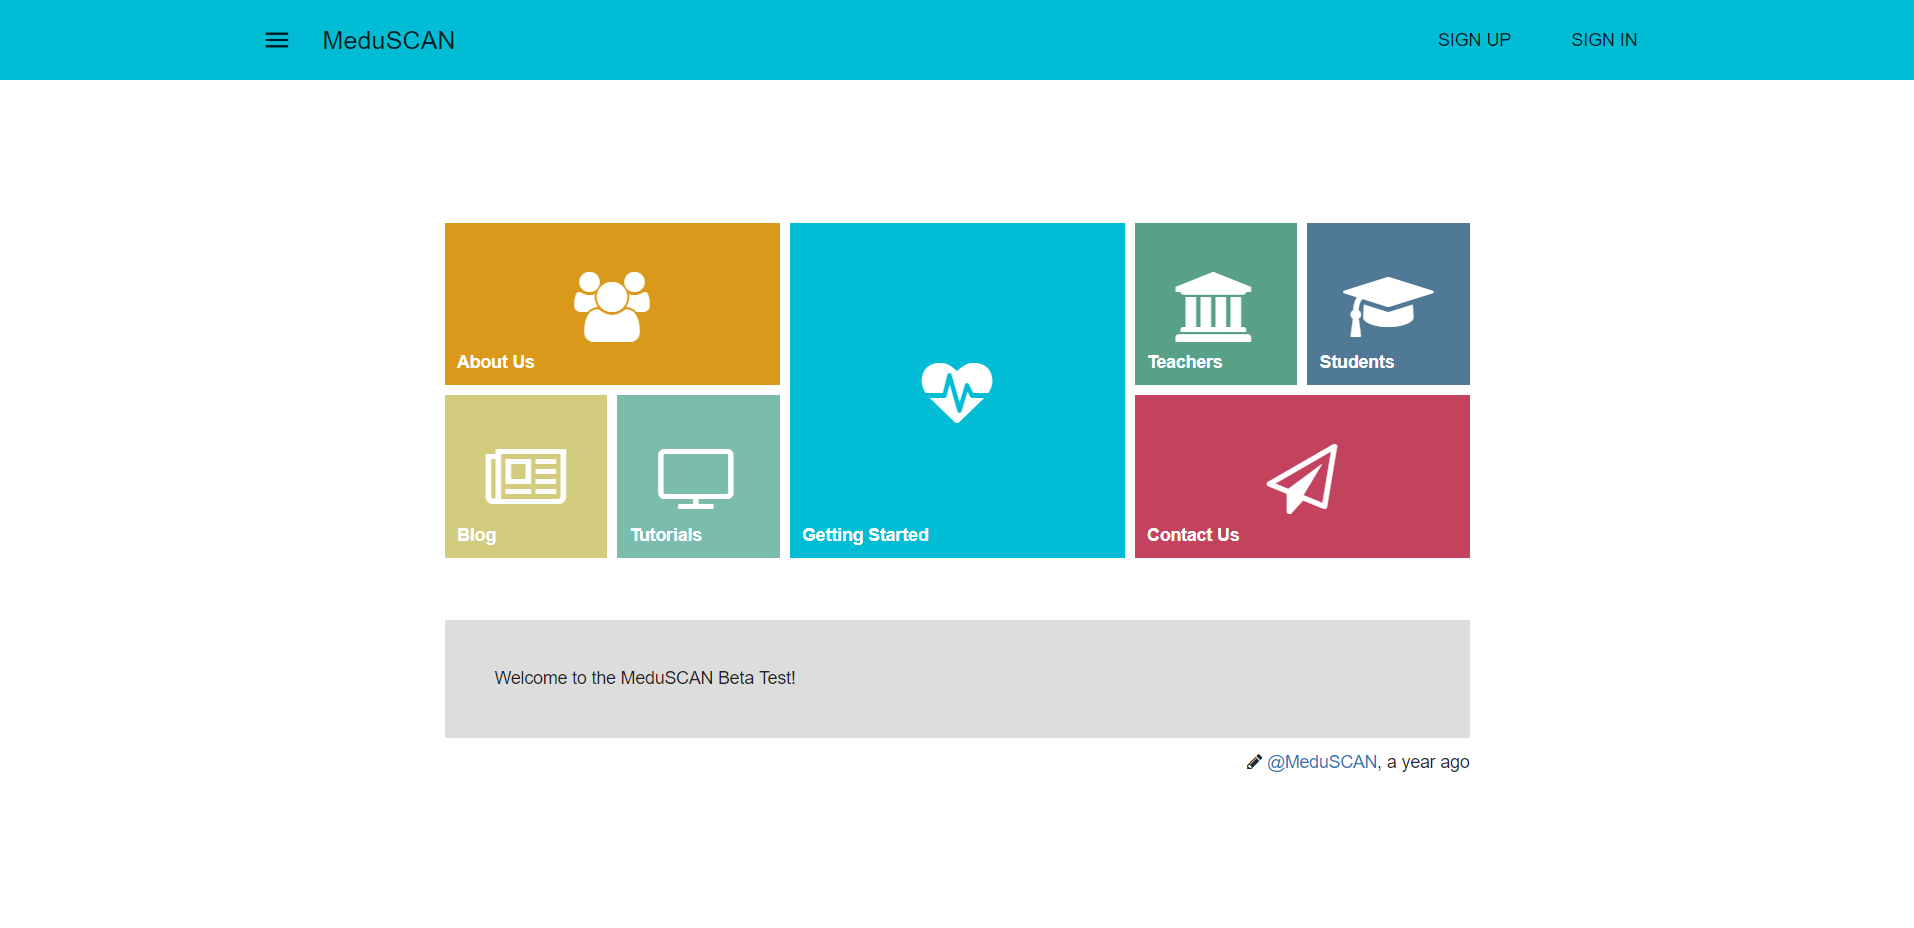 MeduSCAN
SIGN UP
SIGN IN
About Us
Teachers
Students
Blog
Tutorials
Getting Started
Contact Us
Welcome to the MeduSCAN Beta Test!
@MeduSCAN, a year ago